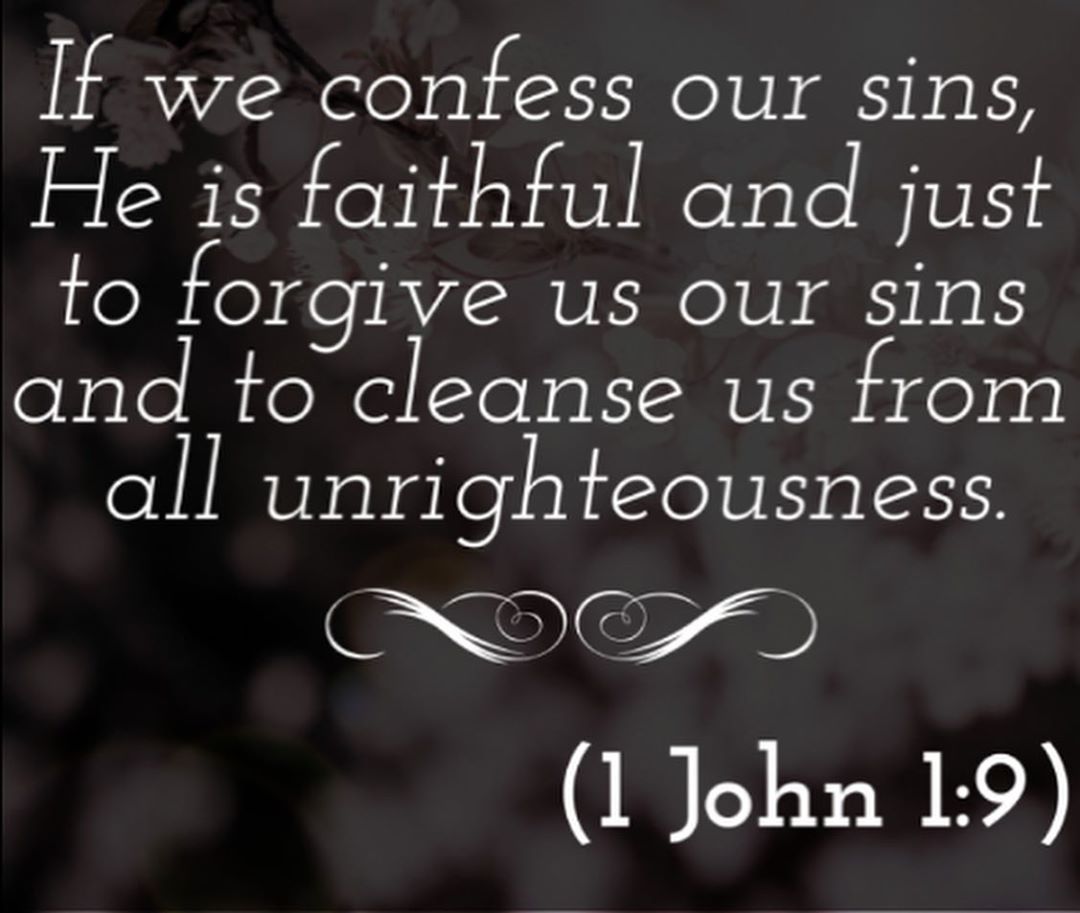 If we confess our sins,
He is faithful and just
to forgive us our sins
and to cleanse us from
all unrighteousness.
(1 John 1:9)